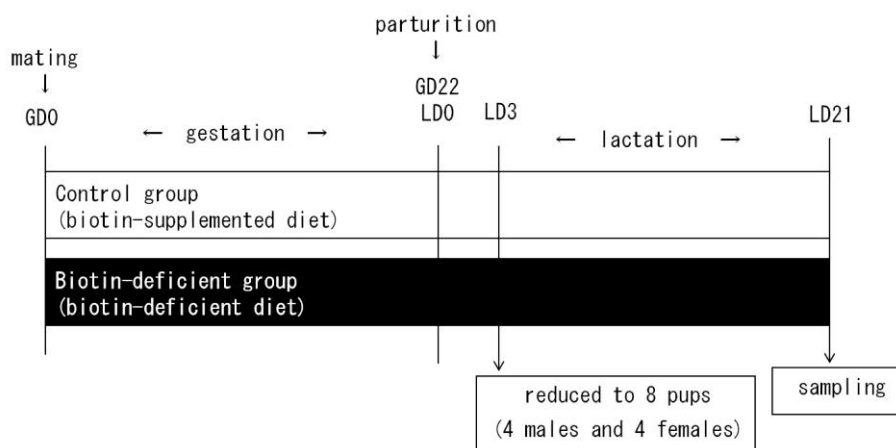 parturition
mating
↓
↓
GD22
GD0
LD0
LD3
LD21
← gestation →
← lactation →
Control group
(biotin-supplemented diet)
Biotin-deficient group
(biotin-deficient diet)
reduced to 8 pups
(4 males and 4 females)
sampling